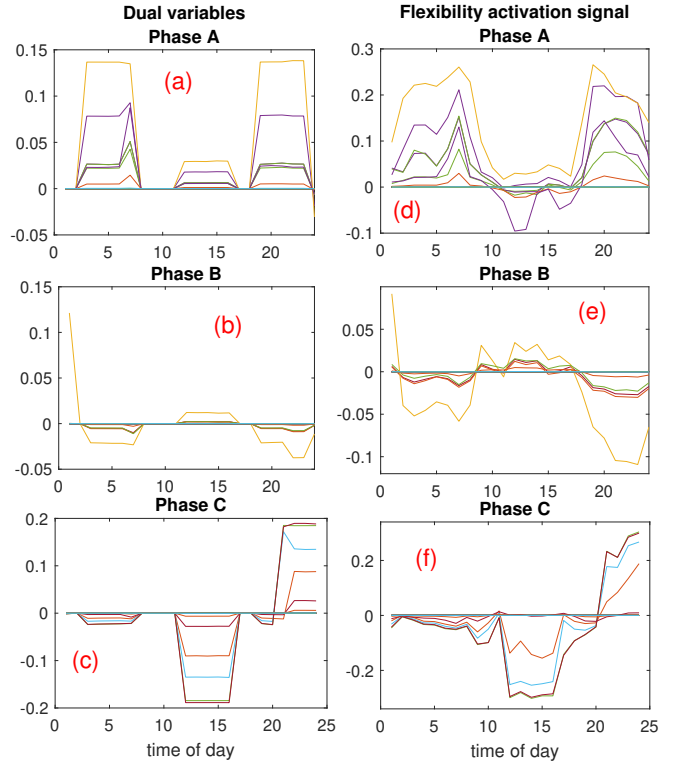 Dual variables
Flexibility activation signal
Phase A
Phase A
0.15
0.1
0.05
0
-0.05
(a)
0 5 10 15 20
0.3
0.2
0.1
0
-0.1
(d)
0 5 10 15 20
Phase B
Phase B
0.15
0.1
0.05
0
-0.05
(b)
0 5 10 15 20
0.05
0
-0.05
-0.1
(e)
0 5 10 15 20
Phase C
Phase C
0.2
0.1
0
-0.1
-0.2
(c)
0 5 10 15 20 25
0.2
0
-0.2
(f)
0 5 10 15 20 25
time of day
time of day